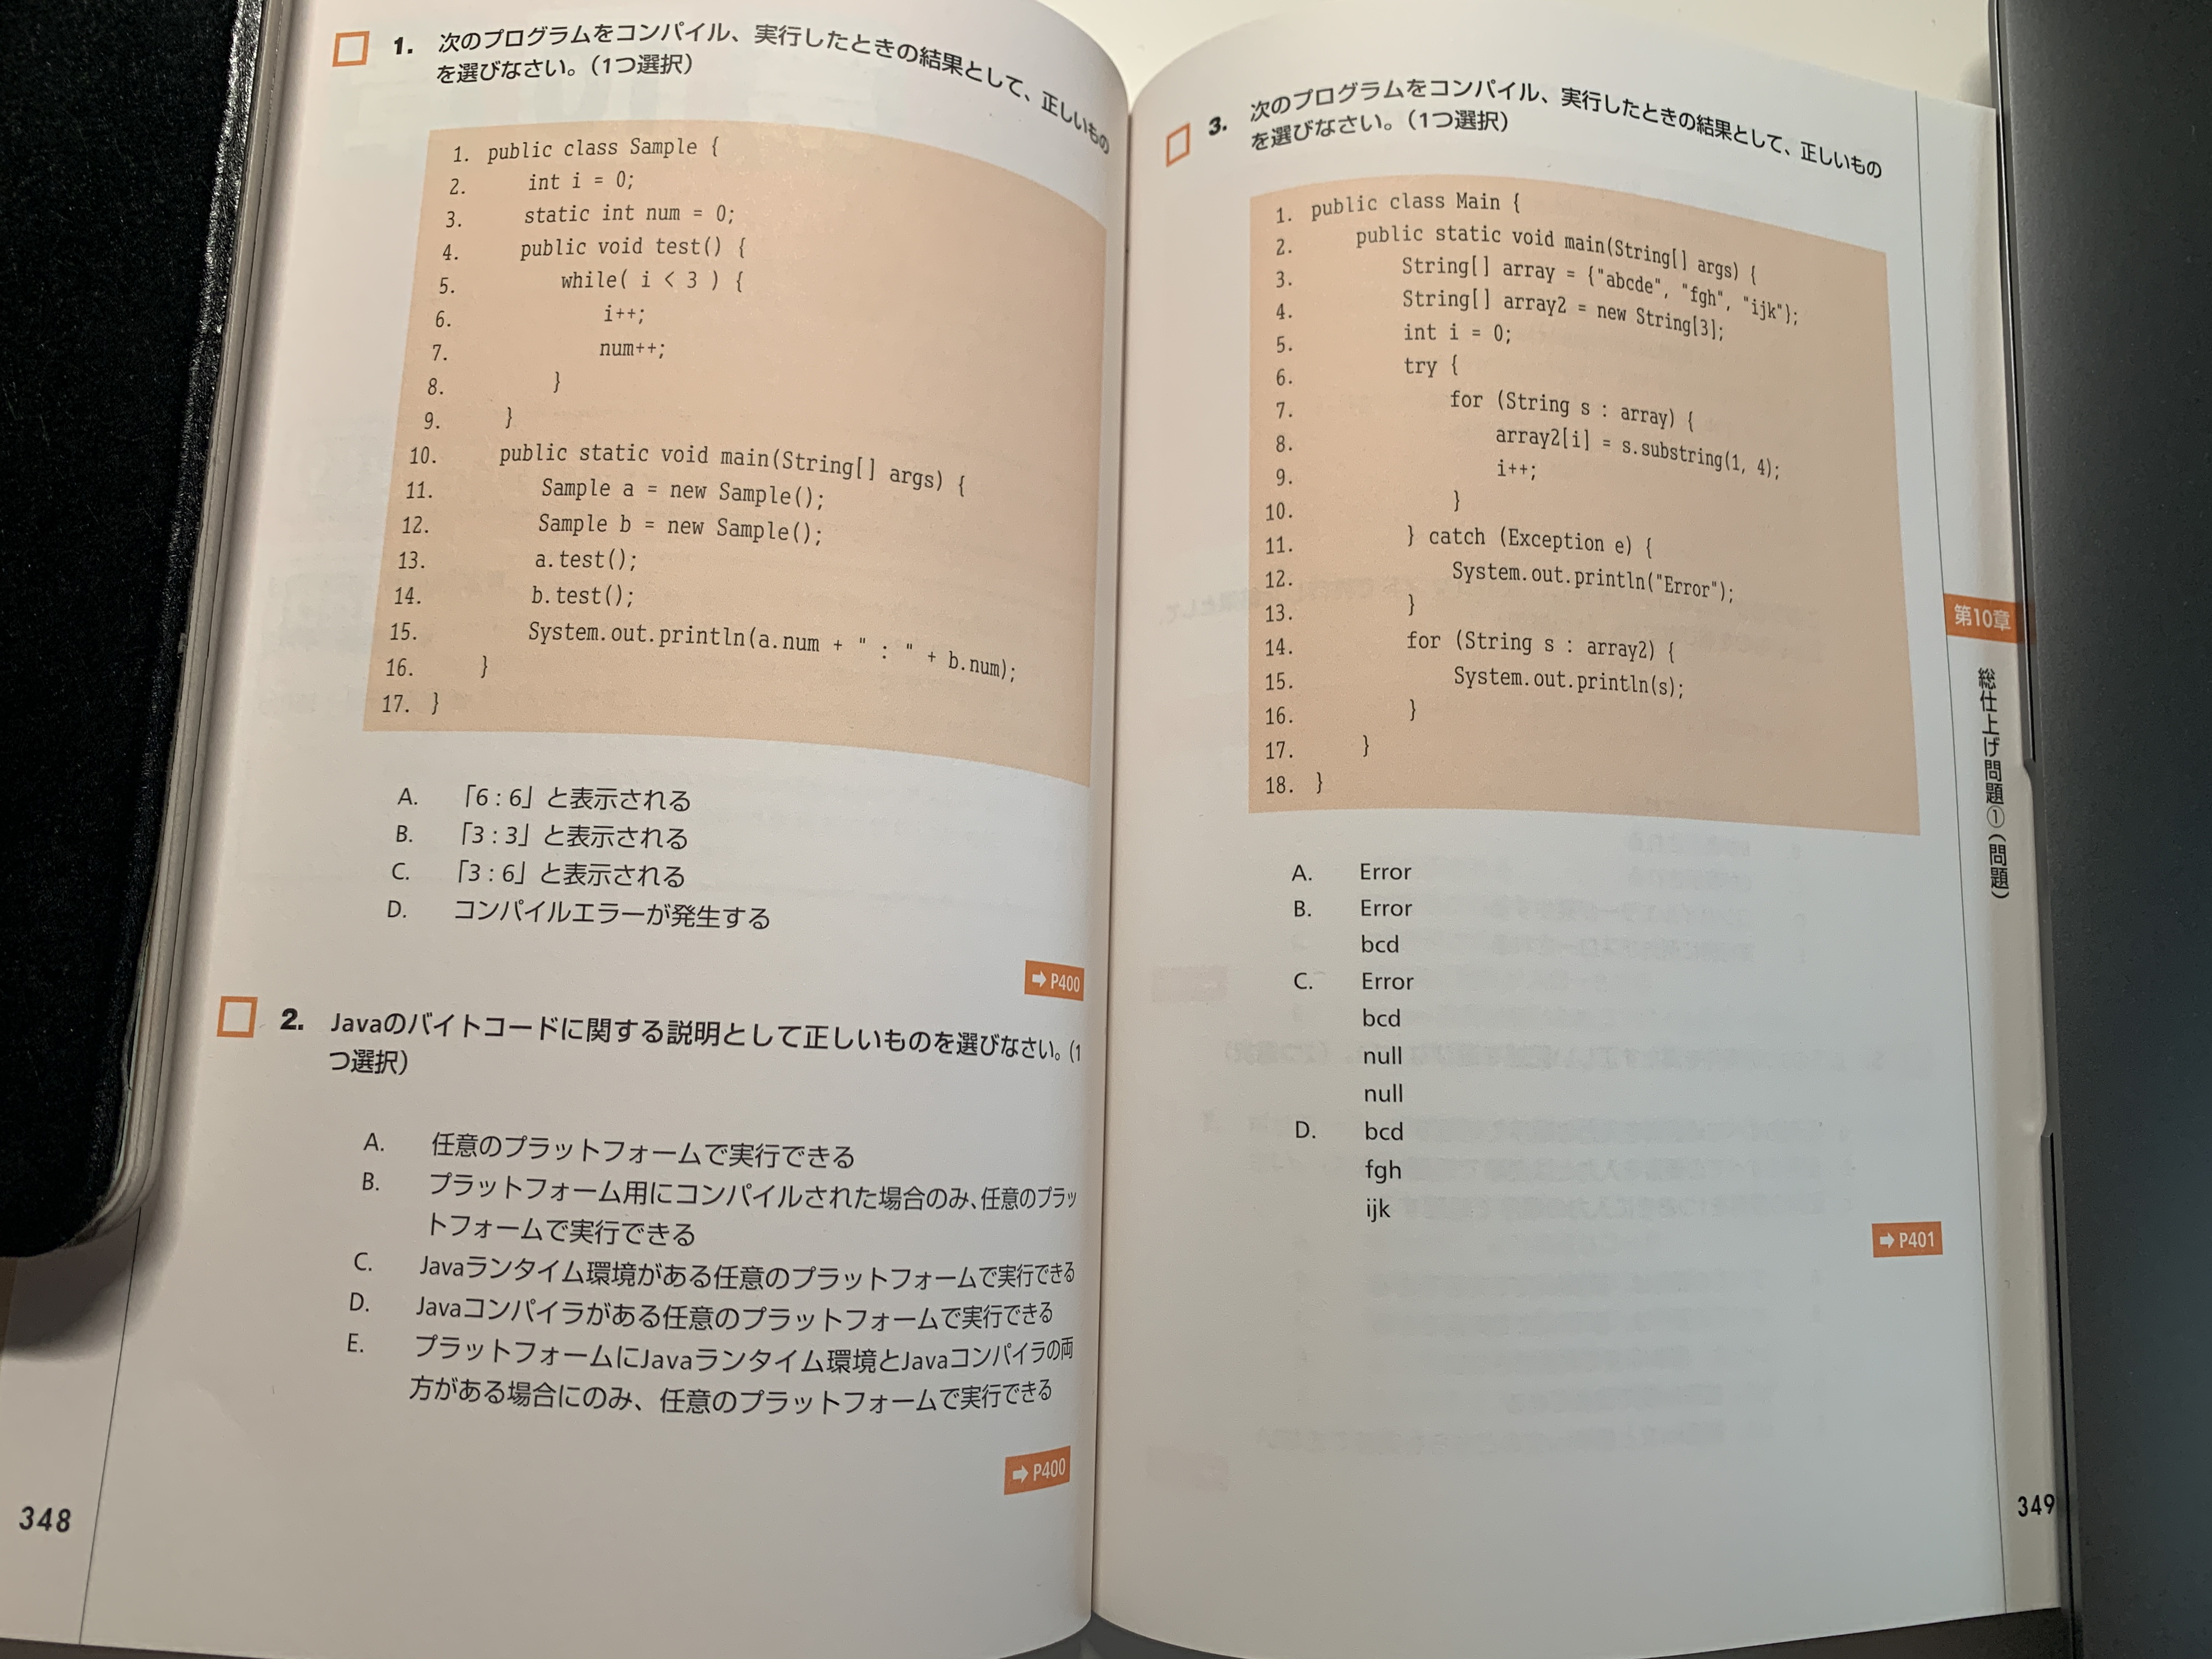 1. 次のプログラムをコンパイル、実行したときの結果として、正しいもの
を選びなさい。（1つ選択）
1. public class Sample {
2. int i = 0;
3. static int num = 0;
4. public void test() {
5. while( i < 3 ) {
6. i++;
7. num++;
8. }
9. }
10. public static void main(String[] args) {
11. Sample a = new Sample();
12. Sample b = new Sample();
13. a.test();
14. b.test();
15. System.out.println(a.num + " : " + b.num);
16. }
17. }
A. 「6 : 6」と表示される
B. 「3 : 3」と表示される
C. 「3 : 6」と表示される
D. コンパイルエラーが発生する
➡ P400
2. Javaのバイトコードに関する説明として正しいものを選びなさい。（1
つ選択）
A. 任意のプラットフォームで実行できる
B. プラットフォーム用にコンパイルされた場合のみ、任意のプラッ
トフォームで実行できる
C. Javaランタイム環境がある任意のプラットフォームで実行できる
D. Javaコンパイラがある任意のプラットフォームで実行できる
E. プラットフォームにJavaランタイム環境とJavaコンパイラの両
方がある場合にのみ、任意のプラットフォームで実行できる
➡ P400
348
3. 次のプログラムをコンパイル、実行したときの結果として、正しいもの
を選びなさい。（1つ選択）
1. public class Main {
2. public static void main(String[] args) {
3. String[] array = {"abcde", "fgh", "ijk"};
4. String[] array2 = new String[3];
5. int i = 0;
6. try {
7. for (String s : array) {
8. array2[i] = s.substring(1, 4);
9. i++;
10. }
11. } catch (Exception e) {
12. System.out.println("Error");
13. }
14. for (String s : array2) {
15. System.out.println(s);
16. }
17. }
18. }
A. Error
B. Error
bcd
C. Error
bcd
null
null
D. bcd
fgh
ijk
➡ P401
第10章
総仕上げ問題①（問題）
349